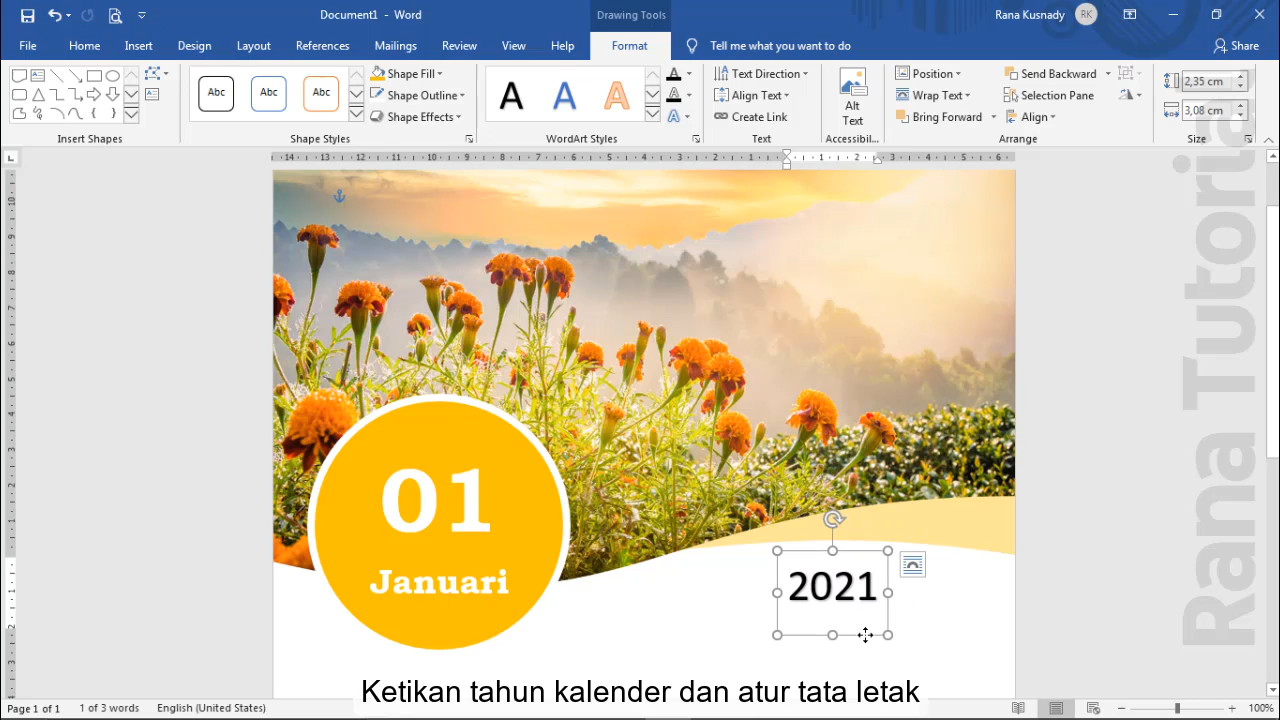 Document1 - Word
Drawing Tools
Rana Kusnady
RK
File
Home
Insert
Design
Layout
References
Mailings
Review
View
Help
Format
Tell me what you want to do
Share
Abc
Abc
Abc
Shape Fill
Shape Outline
Shape Effects
A
A
A
Text Direction
Align Text
Create Link
Alt
Text
Position
Wrap Text
Bring Forward
Send Backward
Selection Pane
Align
2,35 cm
3,08 cm
Insert Shapes
Shape Styles
WordArt Styles
Text
Accessibil...
Arrange
Size
01
Januari
2021
Rana Tutorial
Ketikan tahun kalender dan atur tata letak
Page 1 of 1
1 of 3 words
English (United States)
100%